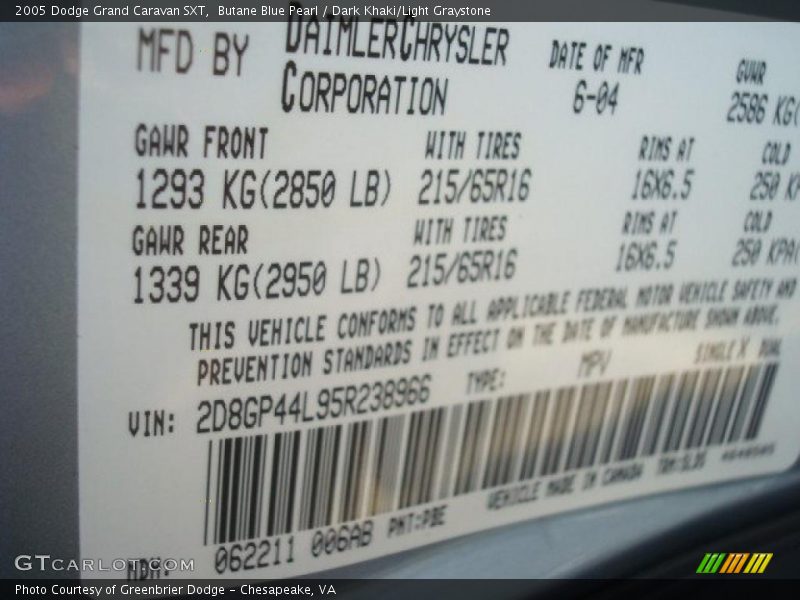 2005 Dodge Grand Caravan SXT,  Butane Blue Pearl / Dark Khaki/Light Graystone
MFD BY DAIMLERCHRYSLER CORPORATION
DATE OF MFR 6-04
GVWR 2586 KG(
GAWR FRONT WITH TIRES RIMS AT COLD
1293 KG(2850 LB) 215/65R16 16X6.5 250 KP
GAWR REAR WITH TIRES RIMS AT COLD
1339 KG(2950 LB) 215/65R16 16X6.5 250 KPA(
THIS VEHICLE CONFORMS TO ALL APPLICABLE FEDERAL MOTOR VEHICLE SAFETY AND
PREVENTION STANDARDS IN EFFECT ON THE DATE OF MANUFACTURE SHOWN ABOVE.
VIN: 2D8GP44L95R238966 TYPE: MPV SINGLE X DUAL
VEHICLE MADE IN CANADA
MDH: 062211 006AB PNT:PBE
GTCARLOT.COM
Photo Courtesy of Greenbrier Dodge - Chesapeake, VA